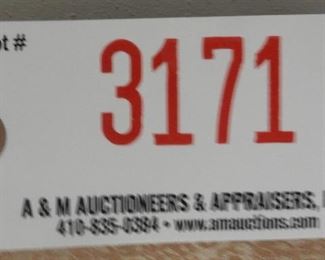 ot #
3171
A & M AUCTIONEERS & APPRAISERS,
410-835-0384 • www.amauctions.com